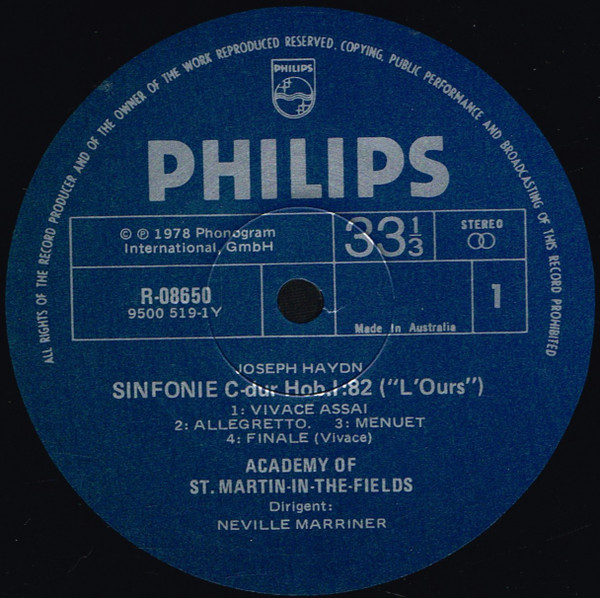 ALL RIGHTS OF THE RECORD PRODUCER AND OF THE OWNER OF THE WORK REPRODUCED RESERVED. COPYING, PUBLIC PERFORMANCE AND BROADCASTING OF THIS RECORD PROHIBITED
PHILIPS
PHILIPS
© ℗ 1978 Phonogram International, GmbH
33 1/3
STEREO
R-08650
9500 519-1Y
Made In Australia
1
JOSEPH HAYDN
SINFONIE C-dur Hob.I:82 ("L'Ours")
1: VIVACE ASSAI
2: ALLEGRETTO. 3: MENUET
4: FINALE (Vivace)
ACADEMY OF
ST. MARTIN-IN-THE-FIELDS
Dirigent:
NEVILLE MARRINER